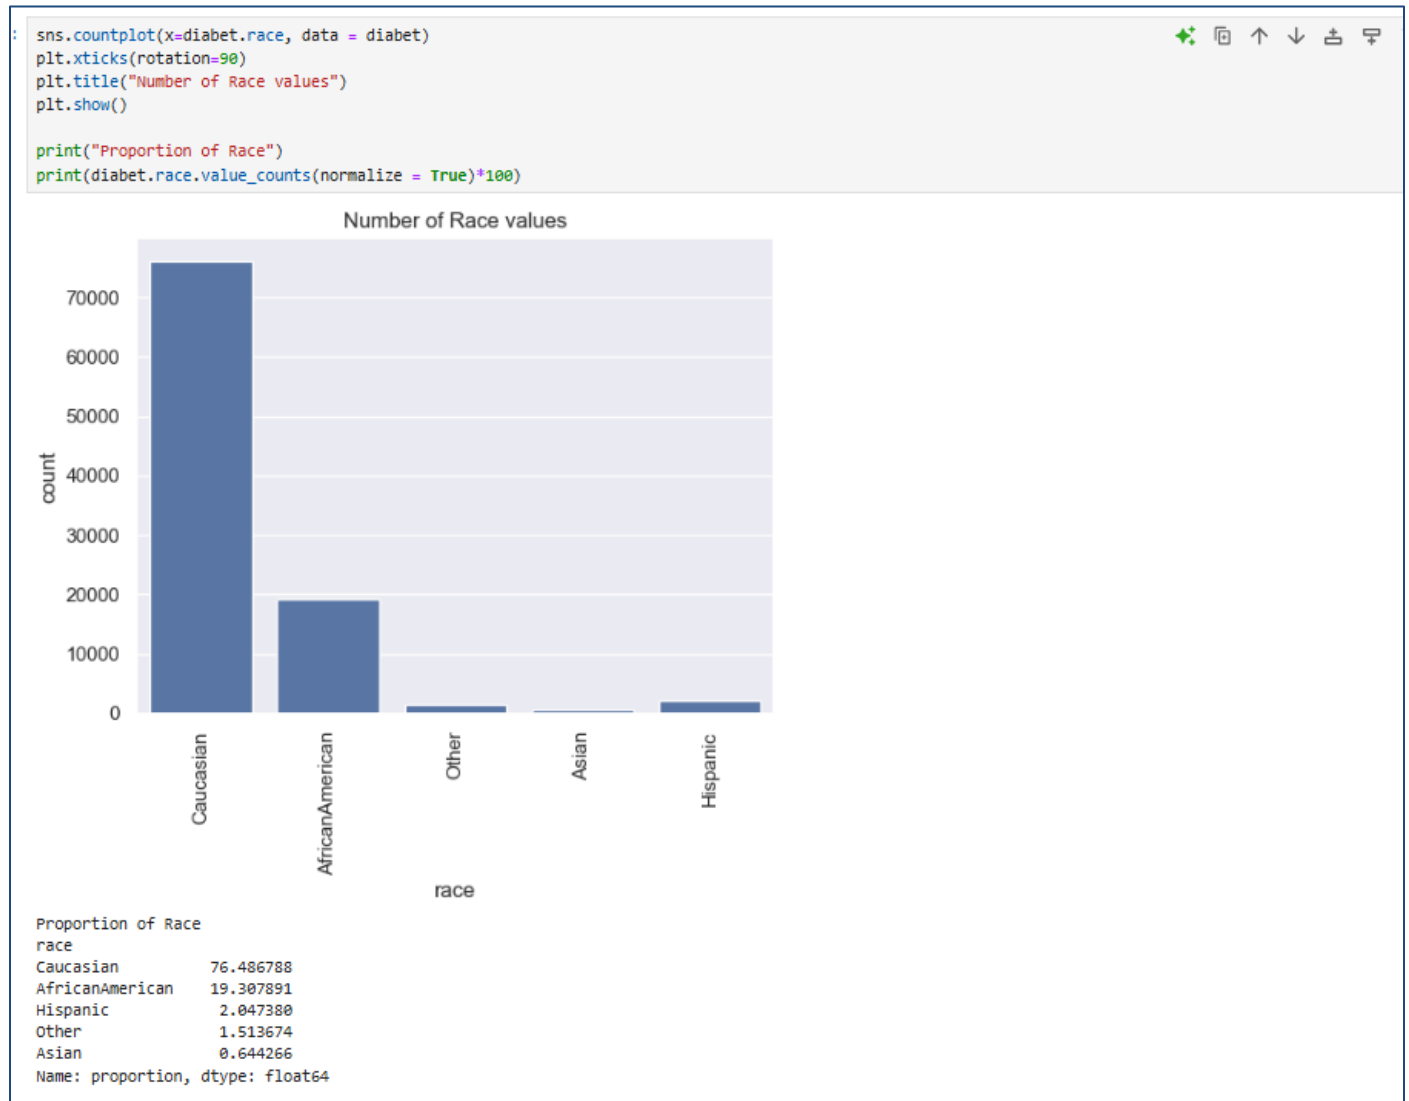 :
sns.countplot(x=diabet.race, data = diabet)
plt.xticks(rotation=90)
plt.title("Number of Race values")
plt.show()
print("Proportion of Race")
print(diabet.race.value_counts(normalize = True)*100)
Number of Race values
70000
60000
50000
40000
30000
20000
10000
0
count
Caucasian
AfricanAmerican
Other
Asian
Hispanic
race
Proportion of Race
race
Caucasian 76.486788
AfricanAmerican 19.307891
Hispanic 2.047380
Other 1.513674
Asian 0.644266
Name: proportion, dtype: float64